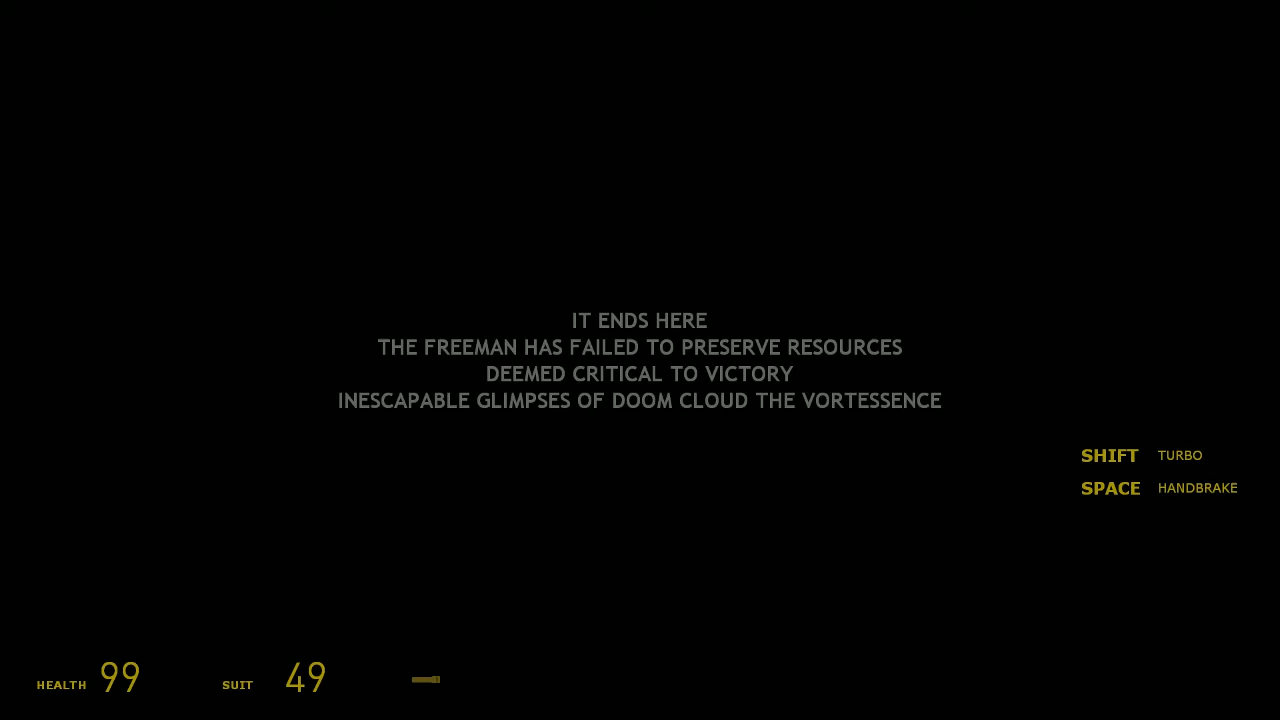 IT ENDS HERE
THE FREEMAN HAS FAILED TO PRESERVE RESOURCES
DEEMED CRITICAL TO VICTORY
INESCAPABLE GLIMPSES OF DOOM CLOUD THE VORTESSENCE
SHIFT TURBO
SPACE HANDBRAKE
HEALTH 99 SUIT 49